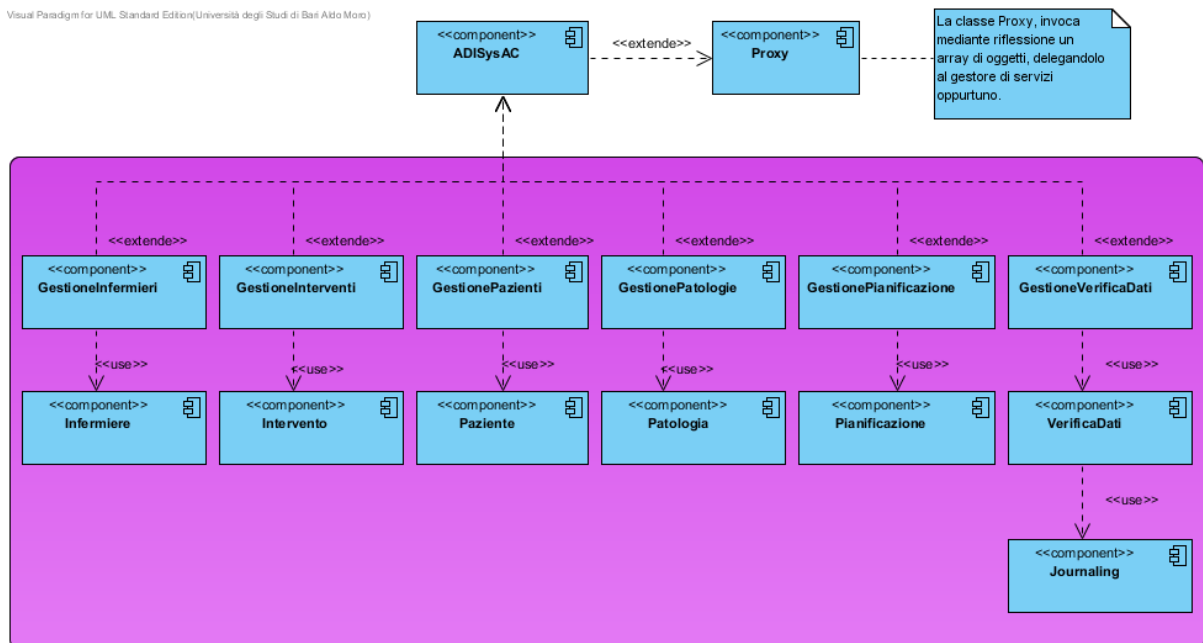 Visual Paradigm for UML Standard Edition(Università degli Studi di Bari Aldo Moro)
<<component>>
ADISysAC
<<extende>>
<<component>>
Proxy
La classe Proxy, invoca
mediante riflessione un
array di oggetti, delegandolo
al gestore di servizi
oppurtuno.
<<extende>>
<<extende>>
<<extende>>
<<extende>>
<<extende>>
<<extende>>
<<component>>
GestioneInfermieri
<<component>>
GestioneInterventi
<<component>>
GestionePazienti
<<component>>
GestionePatologie
<<component>>
GestionePianificazione
<<component>>
GestioneVerificaDati
<<use>>
<<use>>
<<use>>
<<use>>
<<use>>
<<use>>
<<component>>
Infermiere
<<component>>
Intervento
<<component>>
Paziente
<<component>>
Patologia
<<component>>
Pianificazione
<<component>>
VerificaDati
<<use>>
<<component>>
Journaling